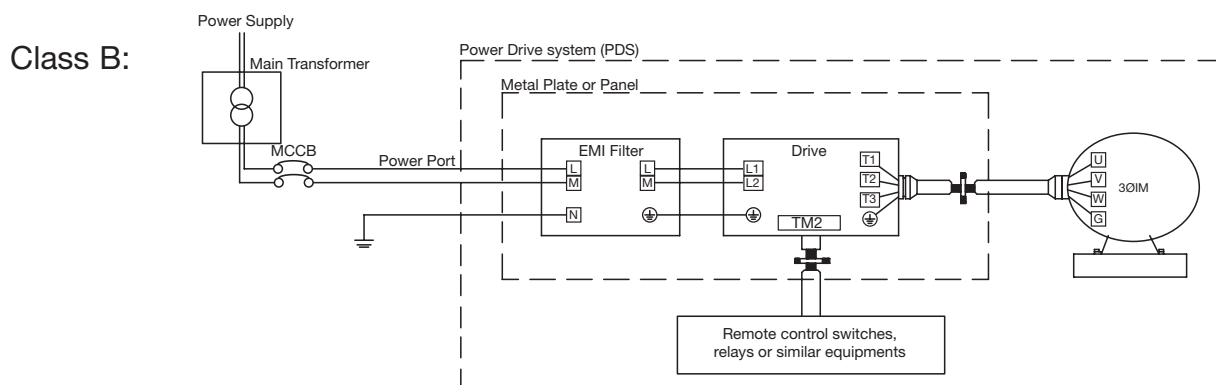 Power Supply
Class B:
Main Transformer
Power Drive system (PDS)
Metal Plate or Panel
MCCB
Power Port
EMI Filter
L
M
N
L
M
Drive
L1
L2
TM2
T1
T2
T3
U
V
W
G
3ØIM
Remote control switches,
relays or similar equipments